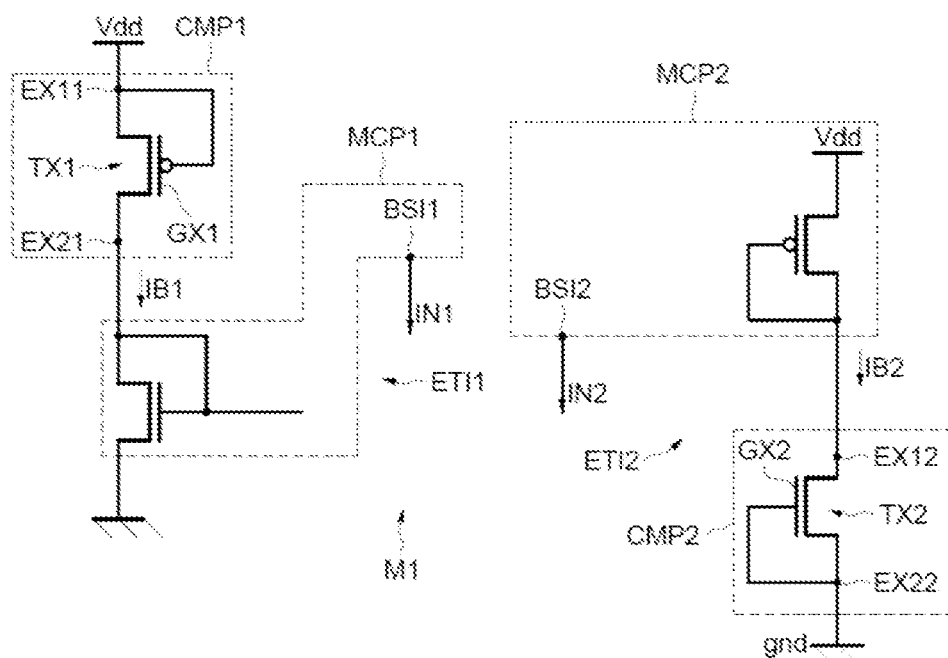 Vdd
CMP1
EX11
TX1
GX1
EX21
IB1
MCP1
BSI1
IN1
ETI1
M1
MCP2
Vdd
BSI2
IN2
IB2
ETI2
GX2
EX12
TX2
CMP2
EX22
gnd